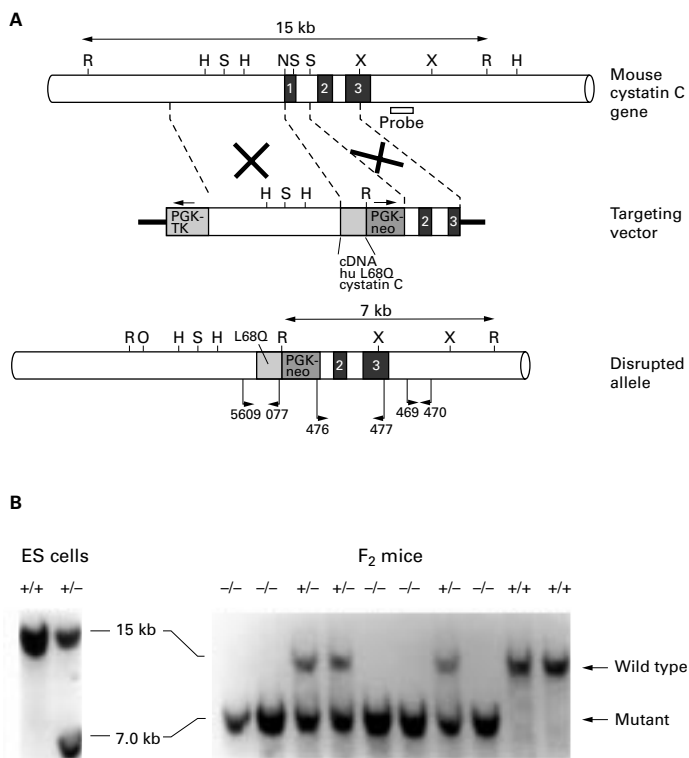 A
15 kb
R H S H N S S X X R H
1 2 3
Mouse
cystatin C
gene
Probe
H S H R
PGK-
TK
PGK-
neo
2 3
Targeting
vector
cDNA
hu L68Q
cystatin C
7 kb
R O H S H L68Q R X X R
PGK-
neo
2 3
Disrupted
allele
5609 077 476 477 469 470
B
ES cells
F2 mice
+/+ +/– –/– –/– +/– +/– –/– –/– +/– –/– +/+ +/+
15 kb
Wild type
Mutant
7.0 kb